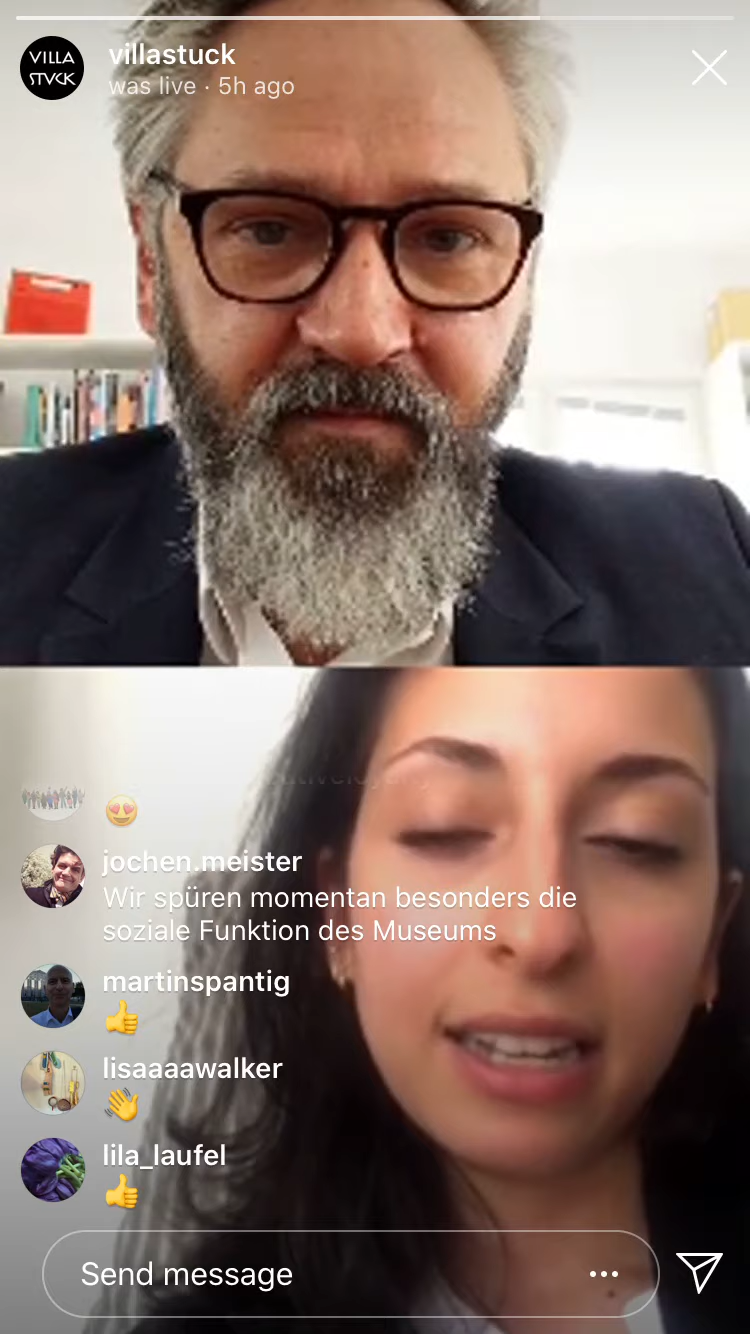 VILLA
STVCK
villastuck
was live · 5h ago
😍
jochen.meister
Wir spüren momentan besonders die
soziale Funktion des Museums
martinspantig
👍
lisaaaawalker
👋
lila_laufel
👍
Send message